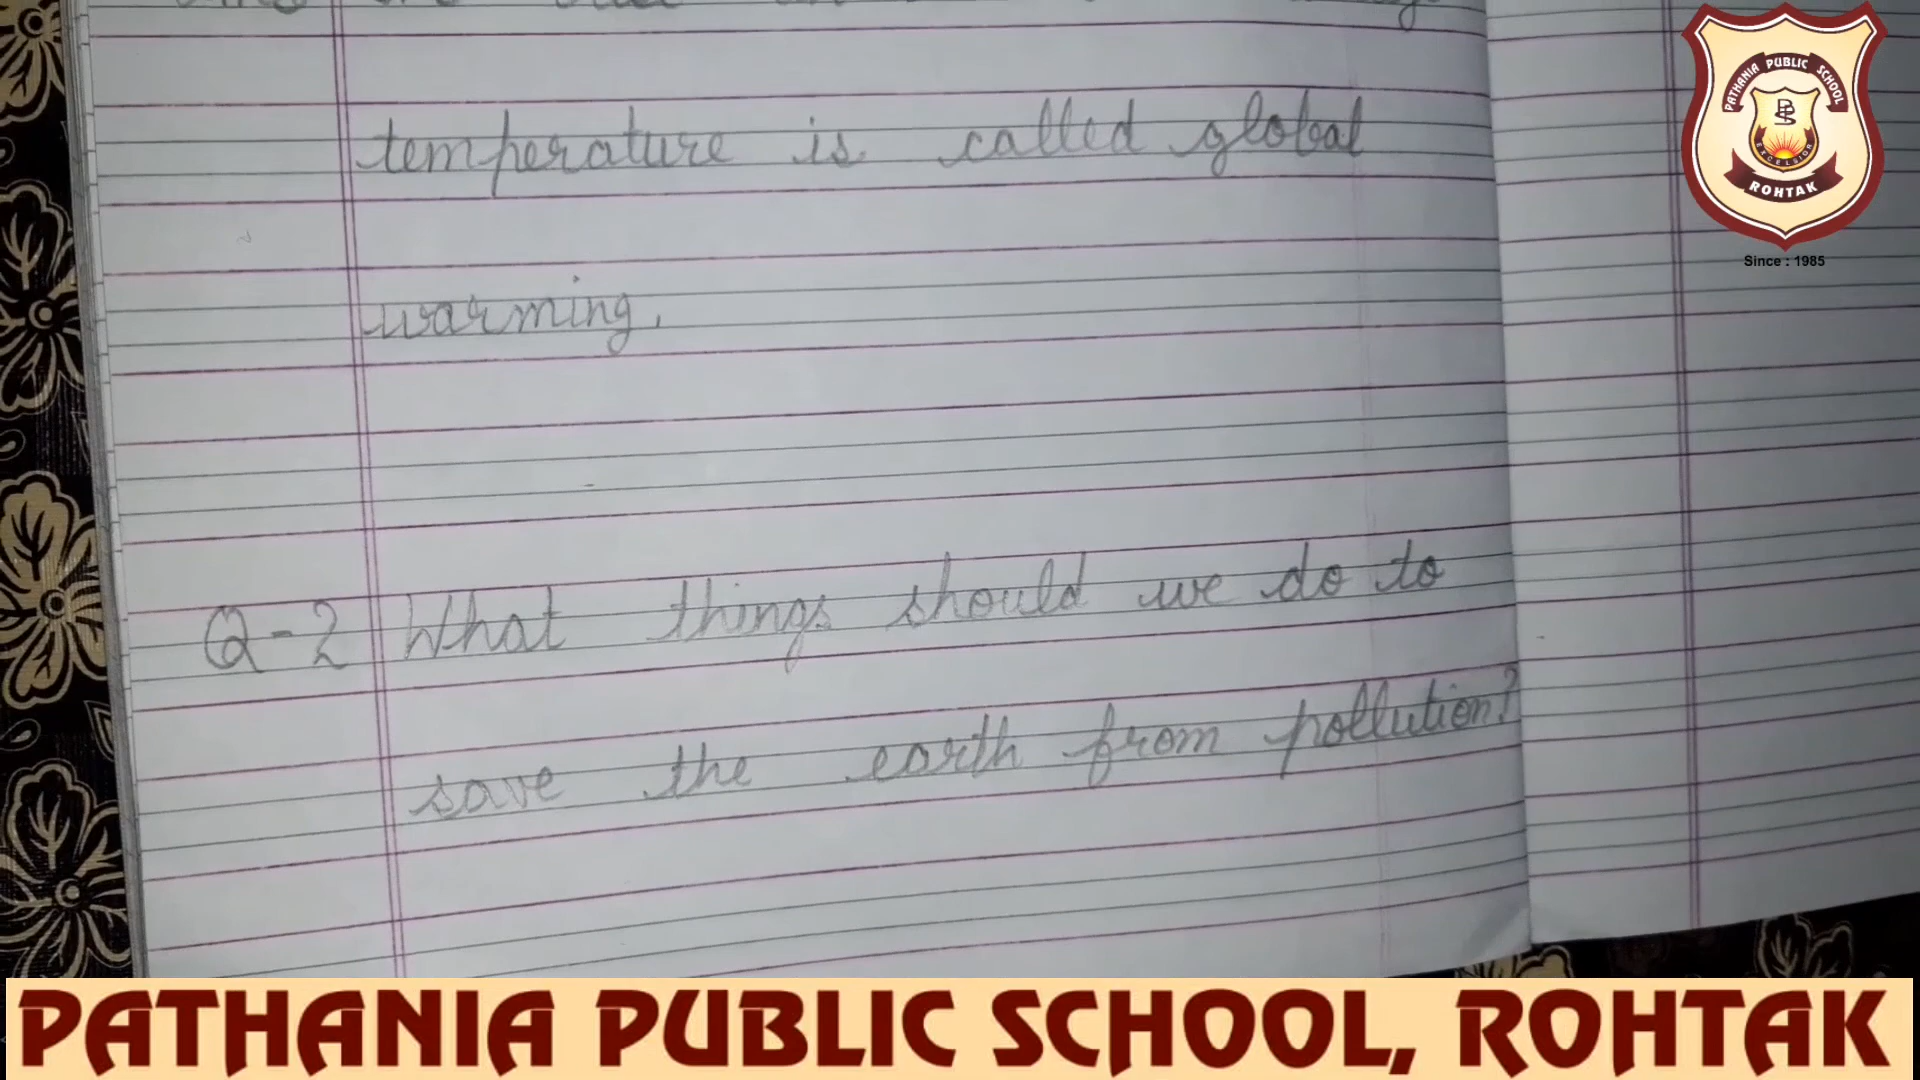 temperature is called global
warming.
Q-2 What things should we do to
save the earth from pollution?
PATHANIA PUBLIC SCHOOL
EXCELSIOR
ROHTAK
Since : 1985
PATHANIA PUBLIC SCHOOL, ROHTAK